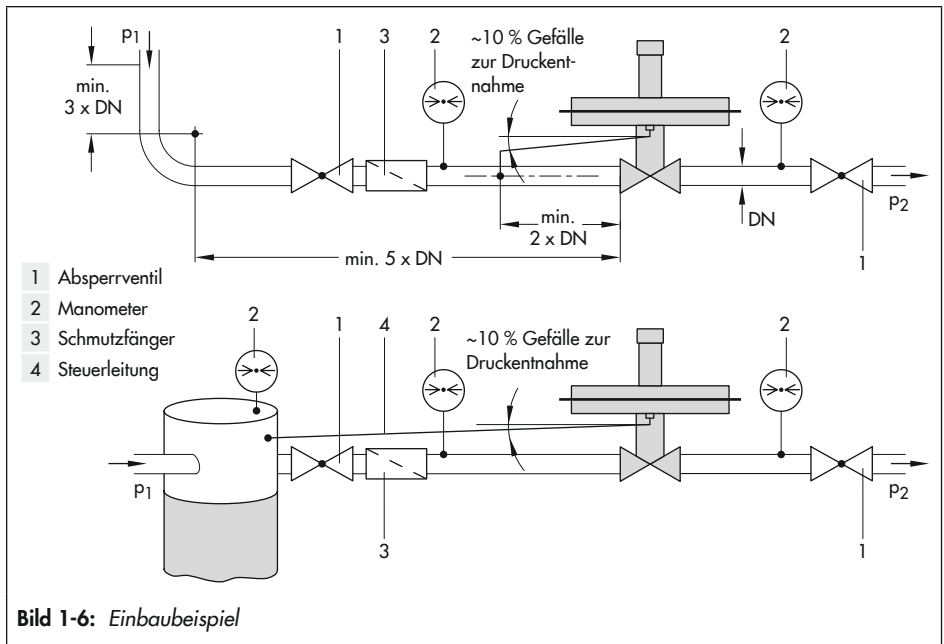 p1
1
3
2
~10 % Gefälle
zur Druckent-
nahme
2
min.
3 x DN
min.
2 x DN
DN
p2
min. 5 x DN
1
1 Absperrventil
2 Manometer
3 Schmutzfänger
4 Steuerleitung
2
1
4
2
~10 % Gefälle zur
Druckentnahme
2
p1
p2
3
1
Bild 1-6: Einbaubeispiel